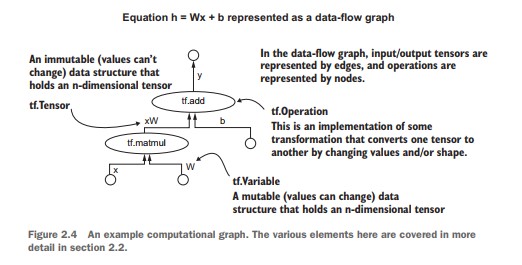 Equation h = Wx + b represented as a data-flow graph
An immutable (values can't
change) data structure that
holds an n-dimensional tensor
tf.Tensor
In the data-flow graph, input/output tensors are
represented by edges, and operations are
represented by nodes.
y
tf.add
xW
b
tf.Operation
This is an implementation of some
transformation that converts one tensor to
another by changing values and/or shape.
tf.matmul
x
W
tf.Variable
A mutable (values can change) data
structure that holds an n-dimensional tensor
Figure 2.4 An example computational graph. The various elements here are covered in more
detail in section 2.2.